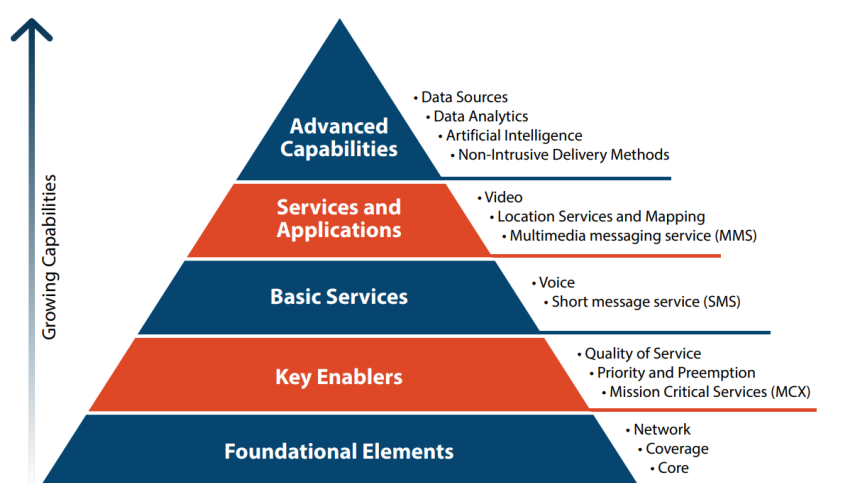 Growing Capabilities
Advanced
Capabilities
• Data Sources
• Data Analytics
• Artificial Intelligence
• Non-Intrusive Delivery Methods
Services and
Applications
• Video
• Location Services and Mapping
• Multimedia messaging service (MMS)
Basic Services
• Voice
• Short message service (SMS)
Key Enablers
• Quality of Service
• Priority and Preemption
• Mission Critical Services (MCX)
Foundational Elements
• Network
• Coverage
• Core